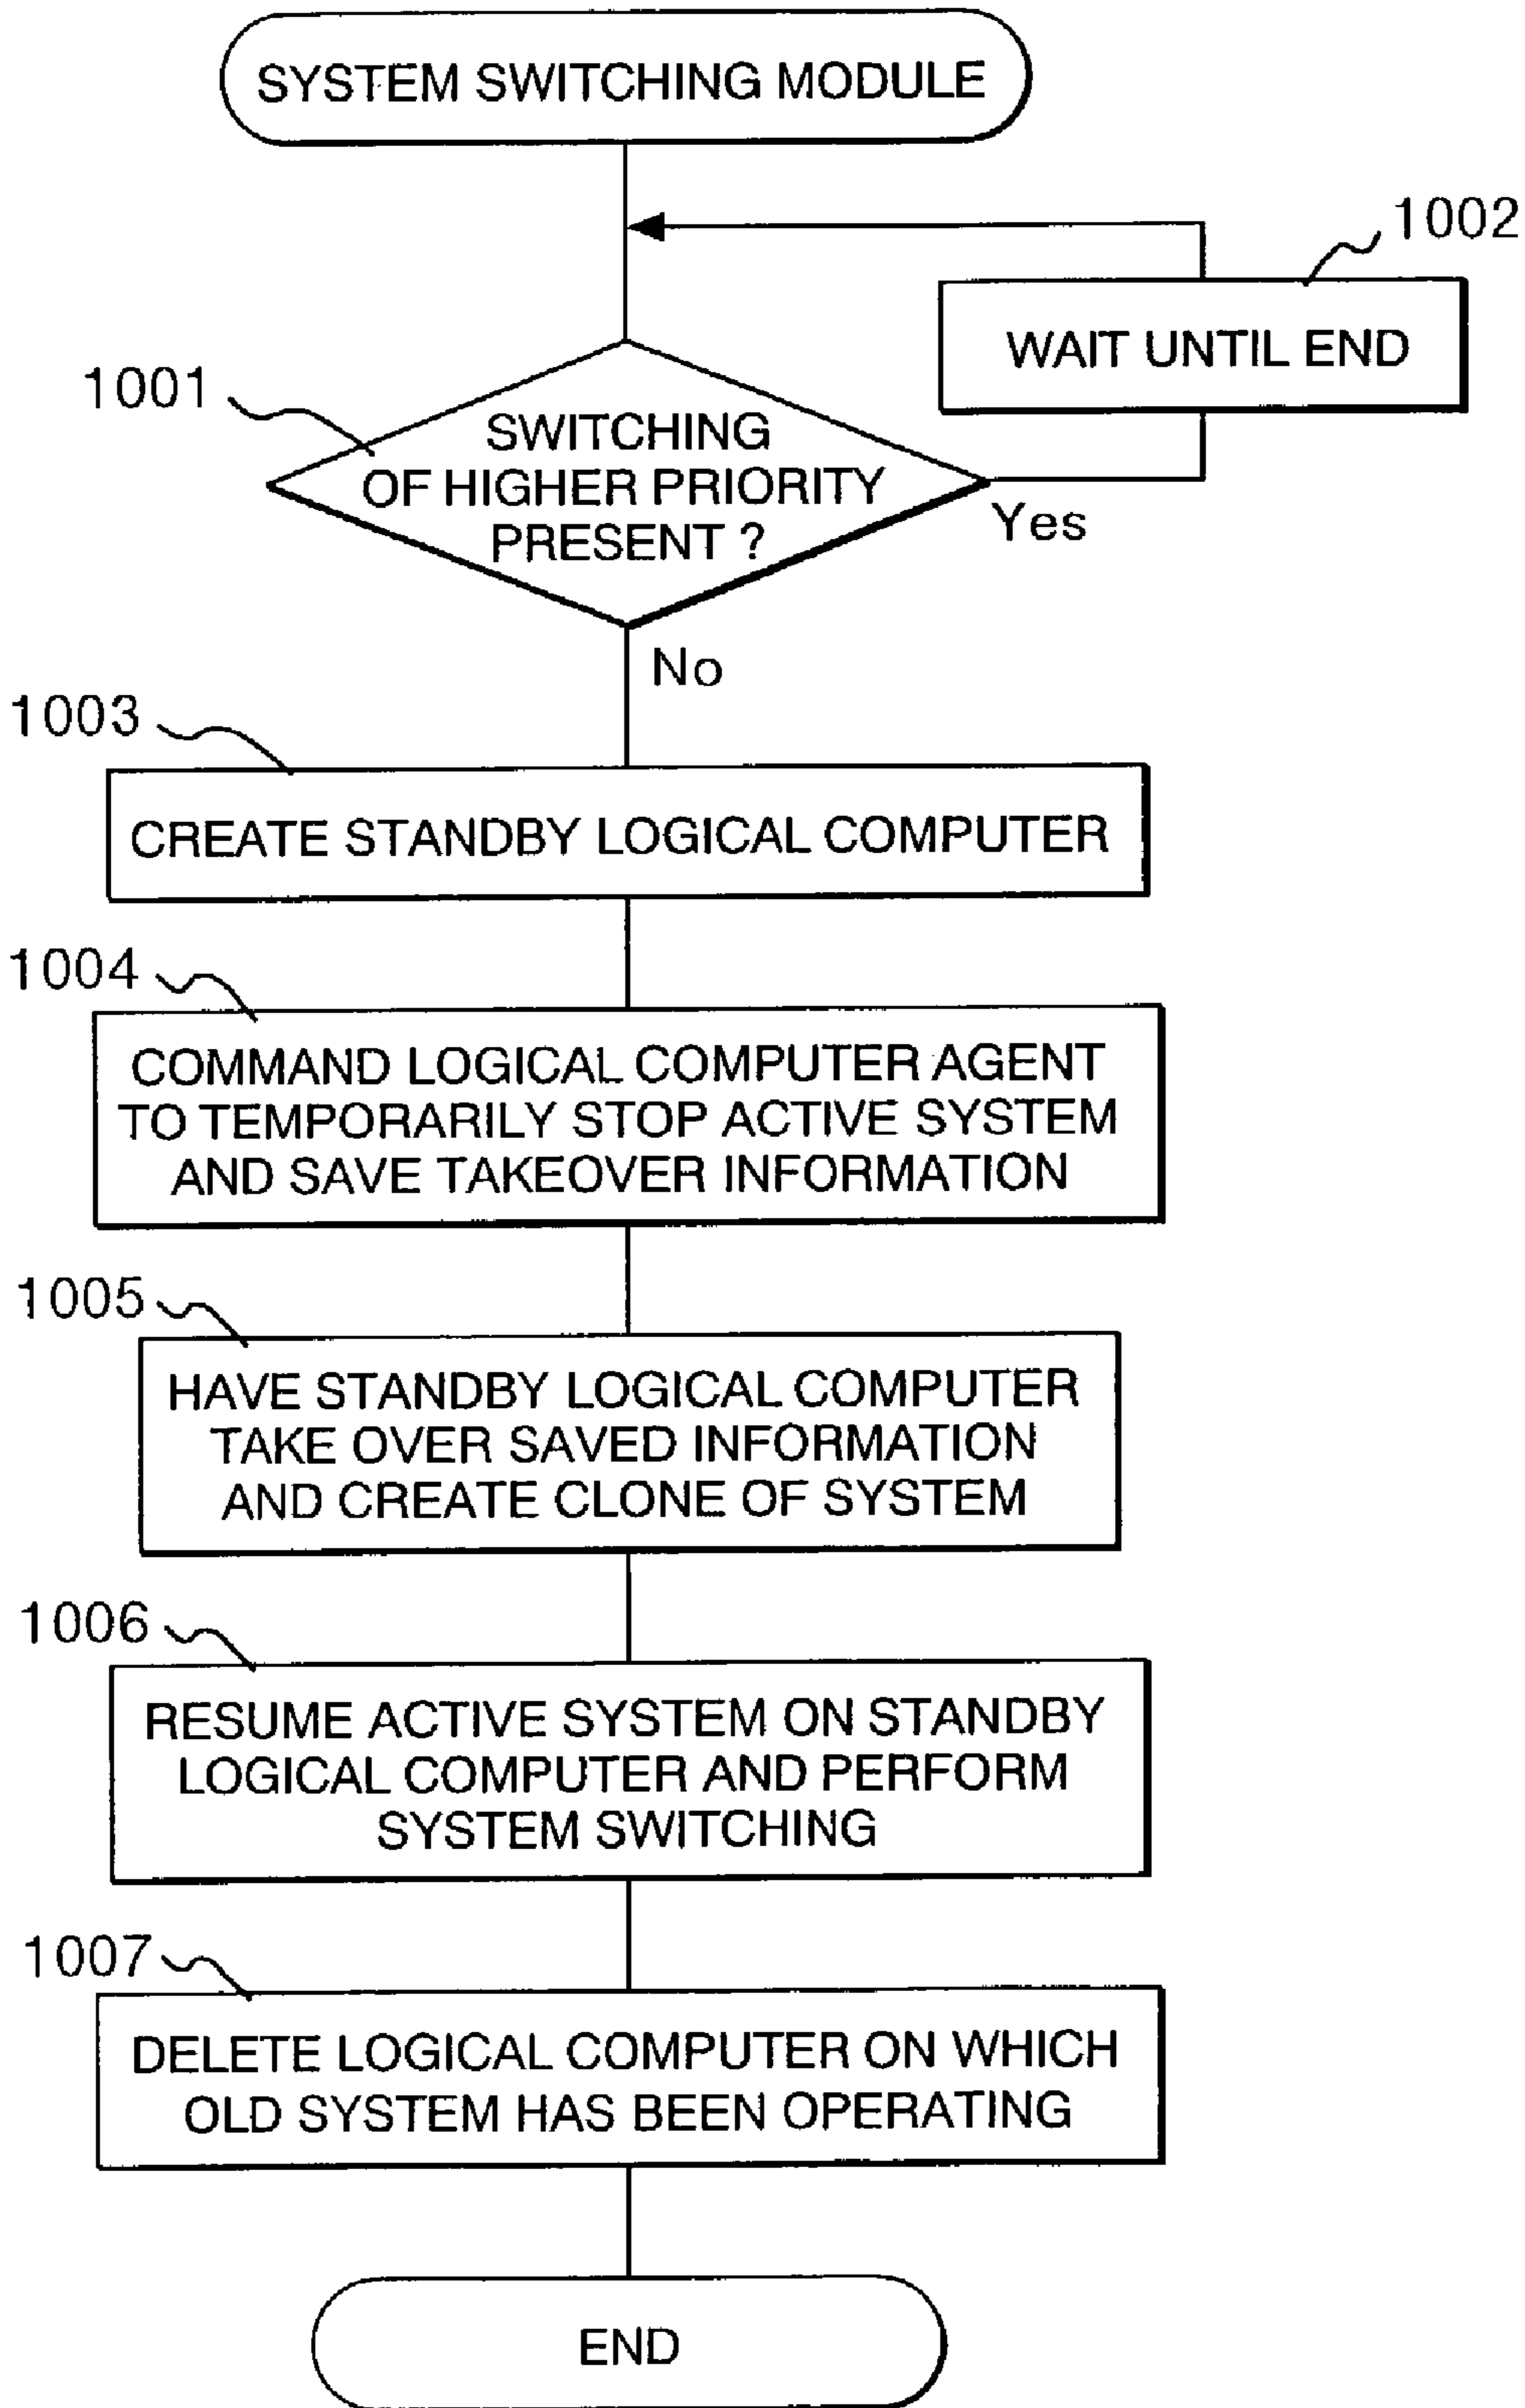 SYSTEM SWITCHING MODULE
1002
WAIT UNTIL END
1001
SWITCHING
OF HIGHER PRIORITY
PRESENT ?
Yes
No
1003
CREATE STANDBY LOGICAL COMPUTER
1004
COMMAND LOGICAL COMPUTER AGENT
TO TEMPORARILY STOP ACTIVE SYSTEM
AND SAVE TAKEOVER INFORMATION
1005
HAVE STANDBY LOGICAL COMPUTER
TAKE OVER SAVED INFORMATION
AND CREATE CLONE OF SYSTEM
1006
RESUME ACTIVE SYSTEM ON STANDBY
LOGICAL COMPUTER AND PERFORM
SYSTEM SWITCHING
1007
DELETE LOGICAL COMPUTER ON WHICH
OLD SYSTEM HAS BEEN OPERATING
END